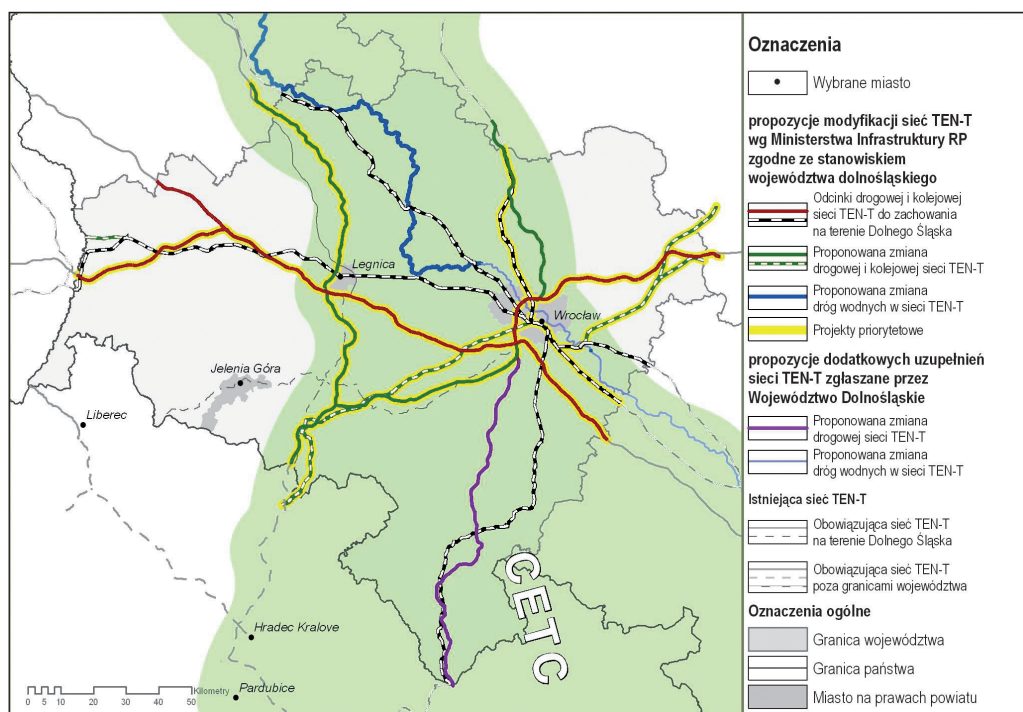 Legnica
Wrocław
Jelenia Góra
Liberec
CETC
Hradec Kralove
Pardubice
Kilometry
0 5 10 20 30 40 50
Oznaczenia
Wybrane miasto
propozycje modyfikacji sieć TEN-T
wg Ministerstwa Infrastruktury RP
zgodne ze stanowiskiem
województwa dolnośląskiego
Odcinki drogowej i kolejowej
sieci TEN-T do zachowania
na terenie Dolnego Śląska
Proponowana zmiana
drogowej i kolejowej sieci TEN-T
Proponowana zmiana
dróg wodnych w sieci TEN-T
Projekty priorytetowe
propozycje dodatkowych uzupełnień
sieci TEN-T zgłaszane przez
Województwo Dolnośląskie
Proponowana zmiana
drogowej sieci TEN-T
Proponowana zmiana
dróg wodnych w sieci TEN-T
Istniejąca sieć TEN-T
Obowiązująca sieć TEN-T
na terenie Dolnego Śląska
Obowiązująca sieć TEN-T
poza granicami województwa
Oznaczenia ogólne
Granica województwa
Granica państwa
Miasto na prawach powiatu